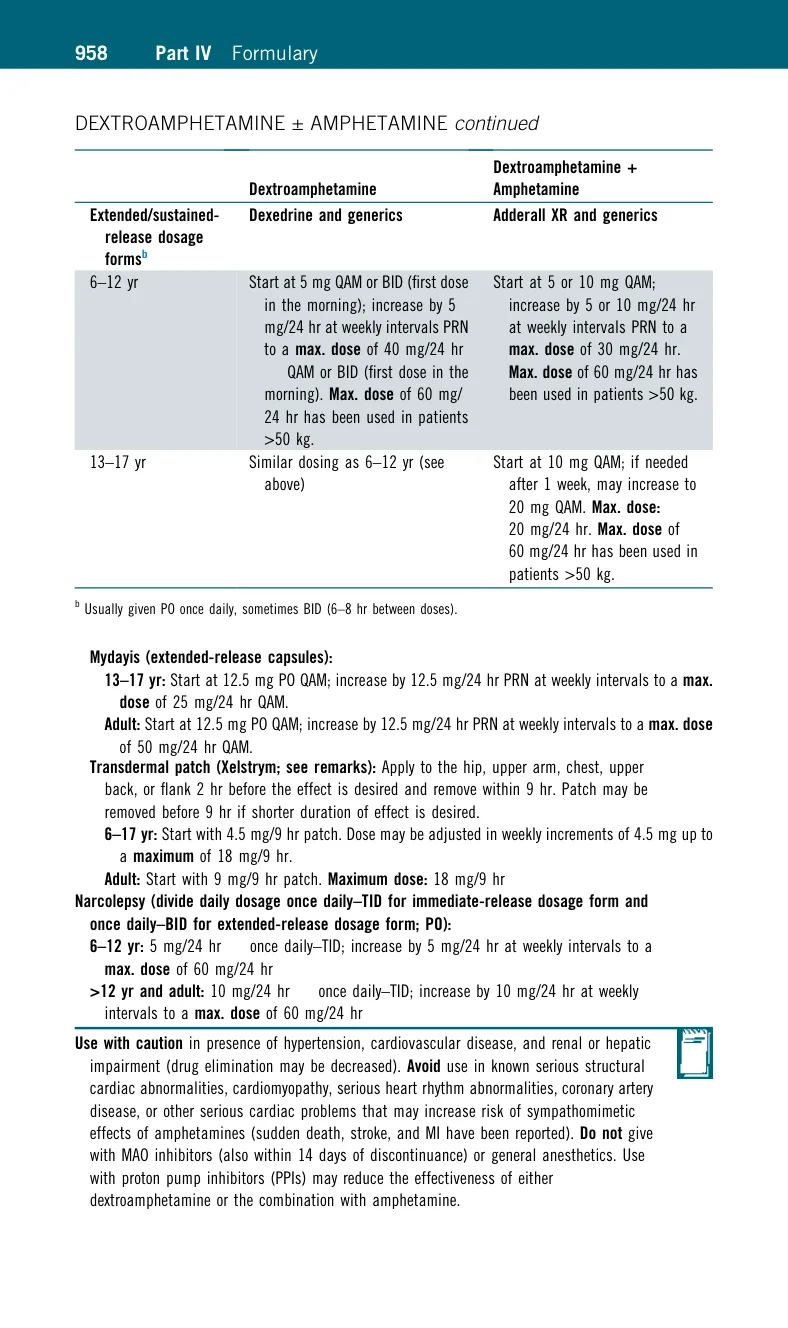 958 Part IV Formulary
DEXTROAMPHETAMINE ± AMPHETAMINE continued
Dextroamphetamine
Dextroamphetamine +
Amphetamine
Extended/sustained-
release dosage
formsᵇ
Dexedrine and generics
Adderall XR and generics
6–12 yr
Start at 5 mg QAM or BID (first dose
in the morning); increase by 5
mg/24 hr at weekly intervals PRN
to a max. dose of 40 mg/24 hr
QAM or BID (first dose in the
morning). Max. dose of 60 mg/
24 hr has been used in patients
>50 kg.
Start at 5 or 10 mg QAM;
increase by 5 or 10 mg/24 hr
at weekly intervals PRN to a
max. dose of 30 mg/24 hr.
Max. dose of 60 mg/24 hr has
been used in patients >50 kg.
13–17 yr
Similar dosing as 6–12 yr (see
above)
Start at 10 mg QAM; if needed
after 1 week, may increase to
20 mg QAM. Max. dose:
20 mg/24 hr. Max. dose of
60 mg/24 hr has been used in
patients >50 kg.
ᵇ Usually given PO once daily, sometimes BID (6–8 hr between doses).
Mydayis (extended-release capsules):
13–17 yr: Start at 12.5 mg PO QAM; increase by 12.5 mg/24 hr PRN at weekly intervals to a max.
dose of 25 mg/24 hr QAM.
Adult: Start at 12.5 mg PO QAM; increase by 12.5 mg/24 hr PRN at weekly intervals to a max. dose
of 50 mg/24 hr QAM.
Transdermal patch (Xelstrym; see remarks): Apply to the hip, upper arm, chest, upper
back, or flank 2 hr before the effect is desired and remove within 9 hr. Patch may be
removed before 9 hr if shorter duration of effect is desired.
6–17 yr: Start with 4.5 mg/9 hr patch. Dose may be adjusted in weekly increments of 4.5 mg up to
a maximum of 18 mg/9 hr.
Adult: Start with 9 mg/9 hr patch. Maximum dose: 18 mg/9 hr
Narcolepsy (divide daily dosage once daily–TID for immediate-release dosage form and
once daily–BID for extended-release dosage form; PO):
6–12 yr: 5 mg/24 hr once daily–TID; increase by 5 mg/24 hr at weekly intervals to a
max. dose of 60 mg/24 hr
>12 yr and adult: 10 mg/24 hr once daily–TID; increase by 10 mg/24 hr at weekly
intervals to a max. dose of 60 mg/24 hr
Use with caution in presence of hypertension, cardiovascular disease, and renal or hepatic
impairment (drug elimination may be decreased). Avoid use in known serious structural
cardiac abnormalities, cardiomyopathy, serious heart rhythm abnormalities, coronary artery
disease, or other serious cardiac problems that may increase risk of sympathomimetic
effects of amphetamines (sudden death, stroke, and MI have been reported). Do not give
with MAO inhibitors (also within 14 days of discontinuance) or general anesthetics. Use
with proton pump inhibitors (PPIs) may reduce the effectiveness of either
dextroamphetamine or the combination with amphetamine.